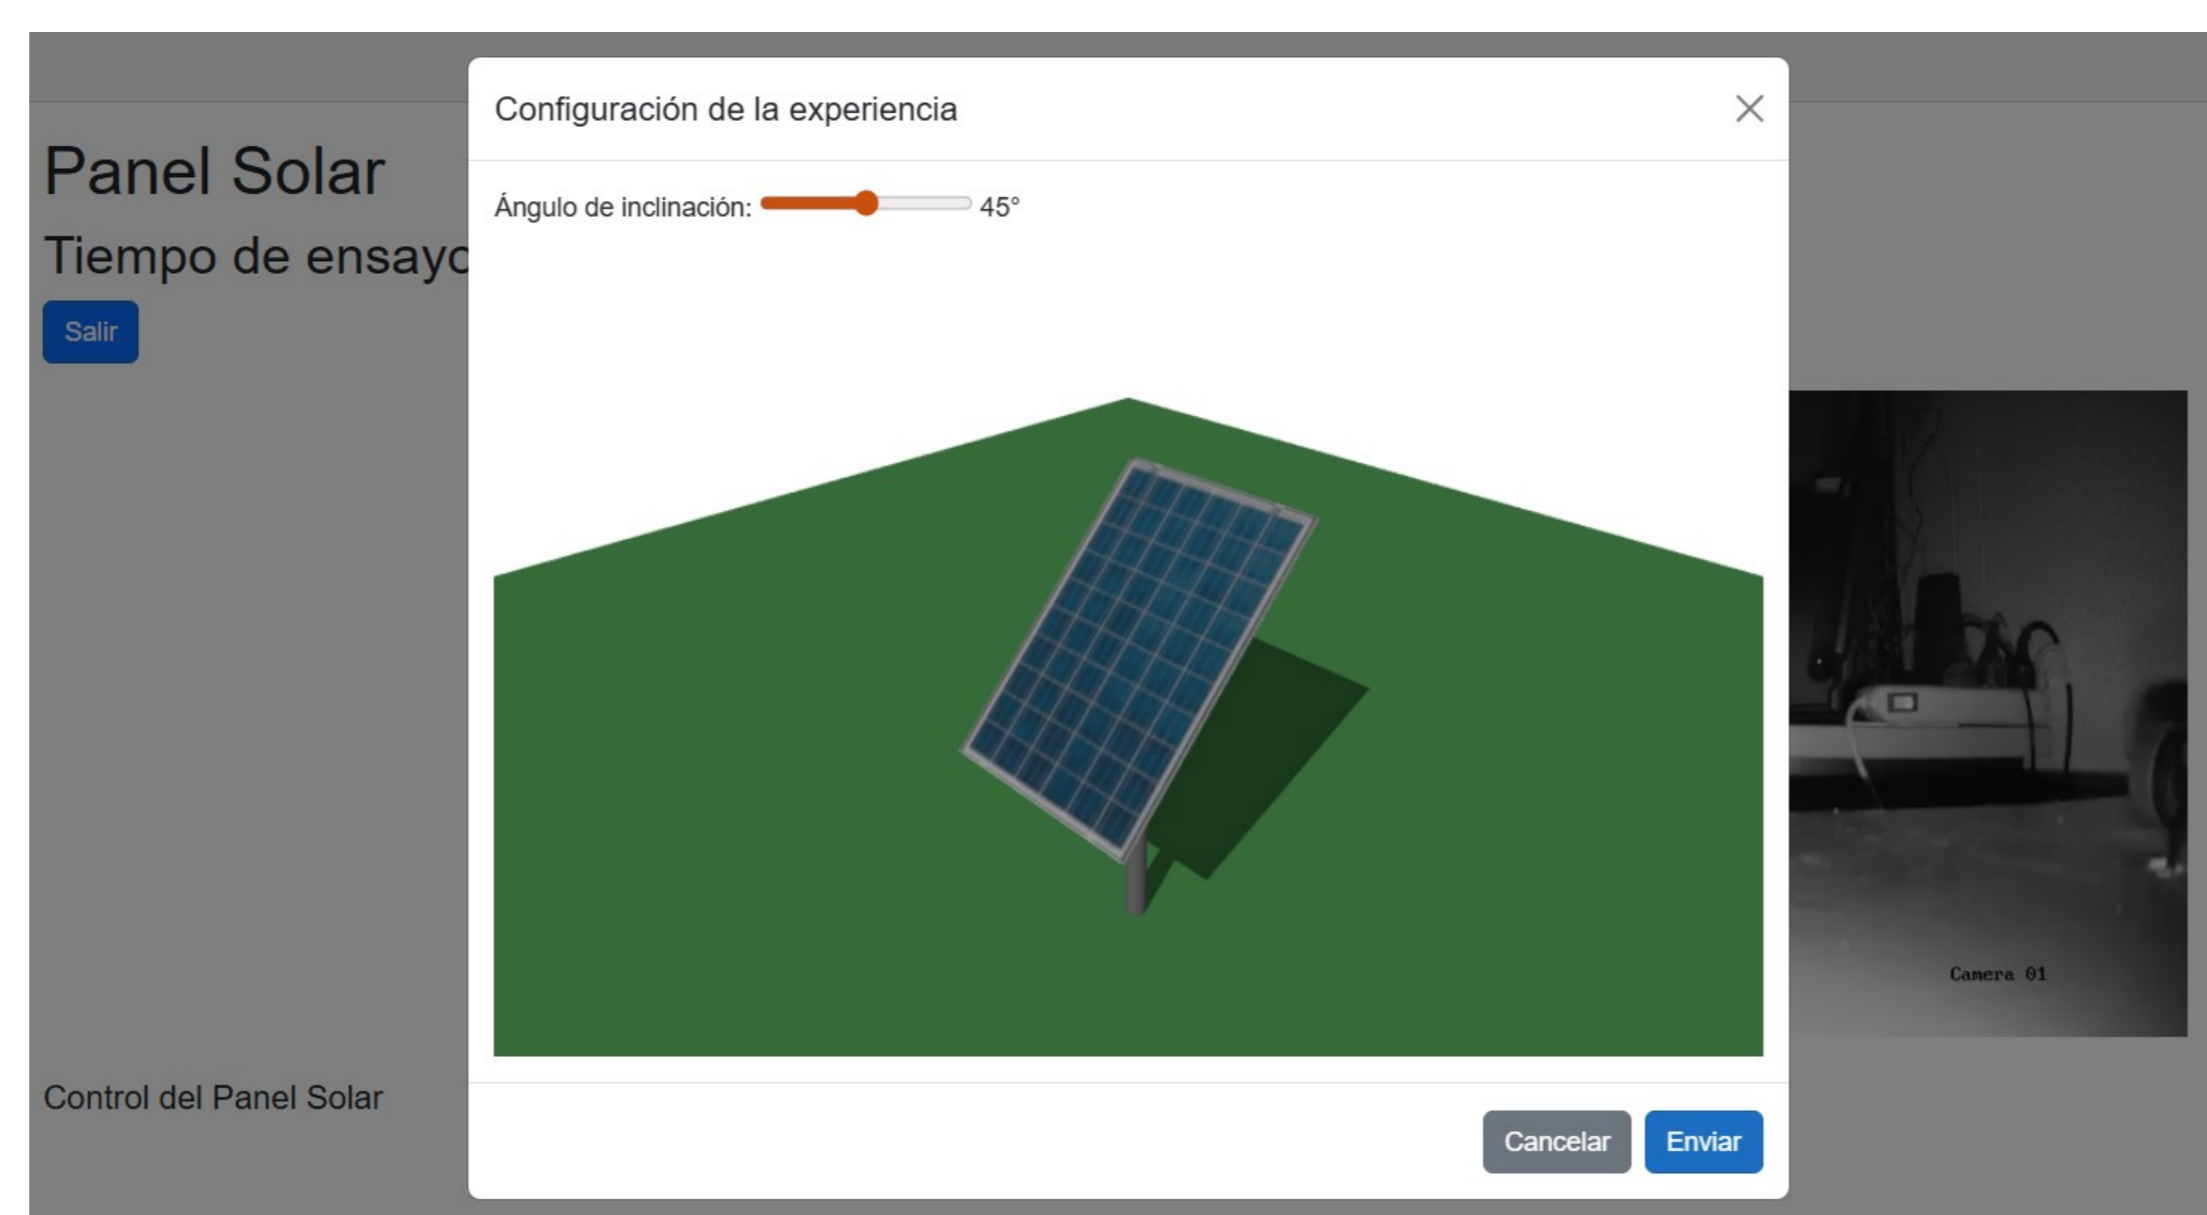 Configuración de la experiencia
Panel Solar
Ángulo de inclinación: 45°
Tiempo de ensayo
Salir
Camera 01
Control del Panel Solar
Cancelar Enviar